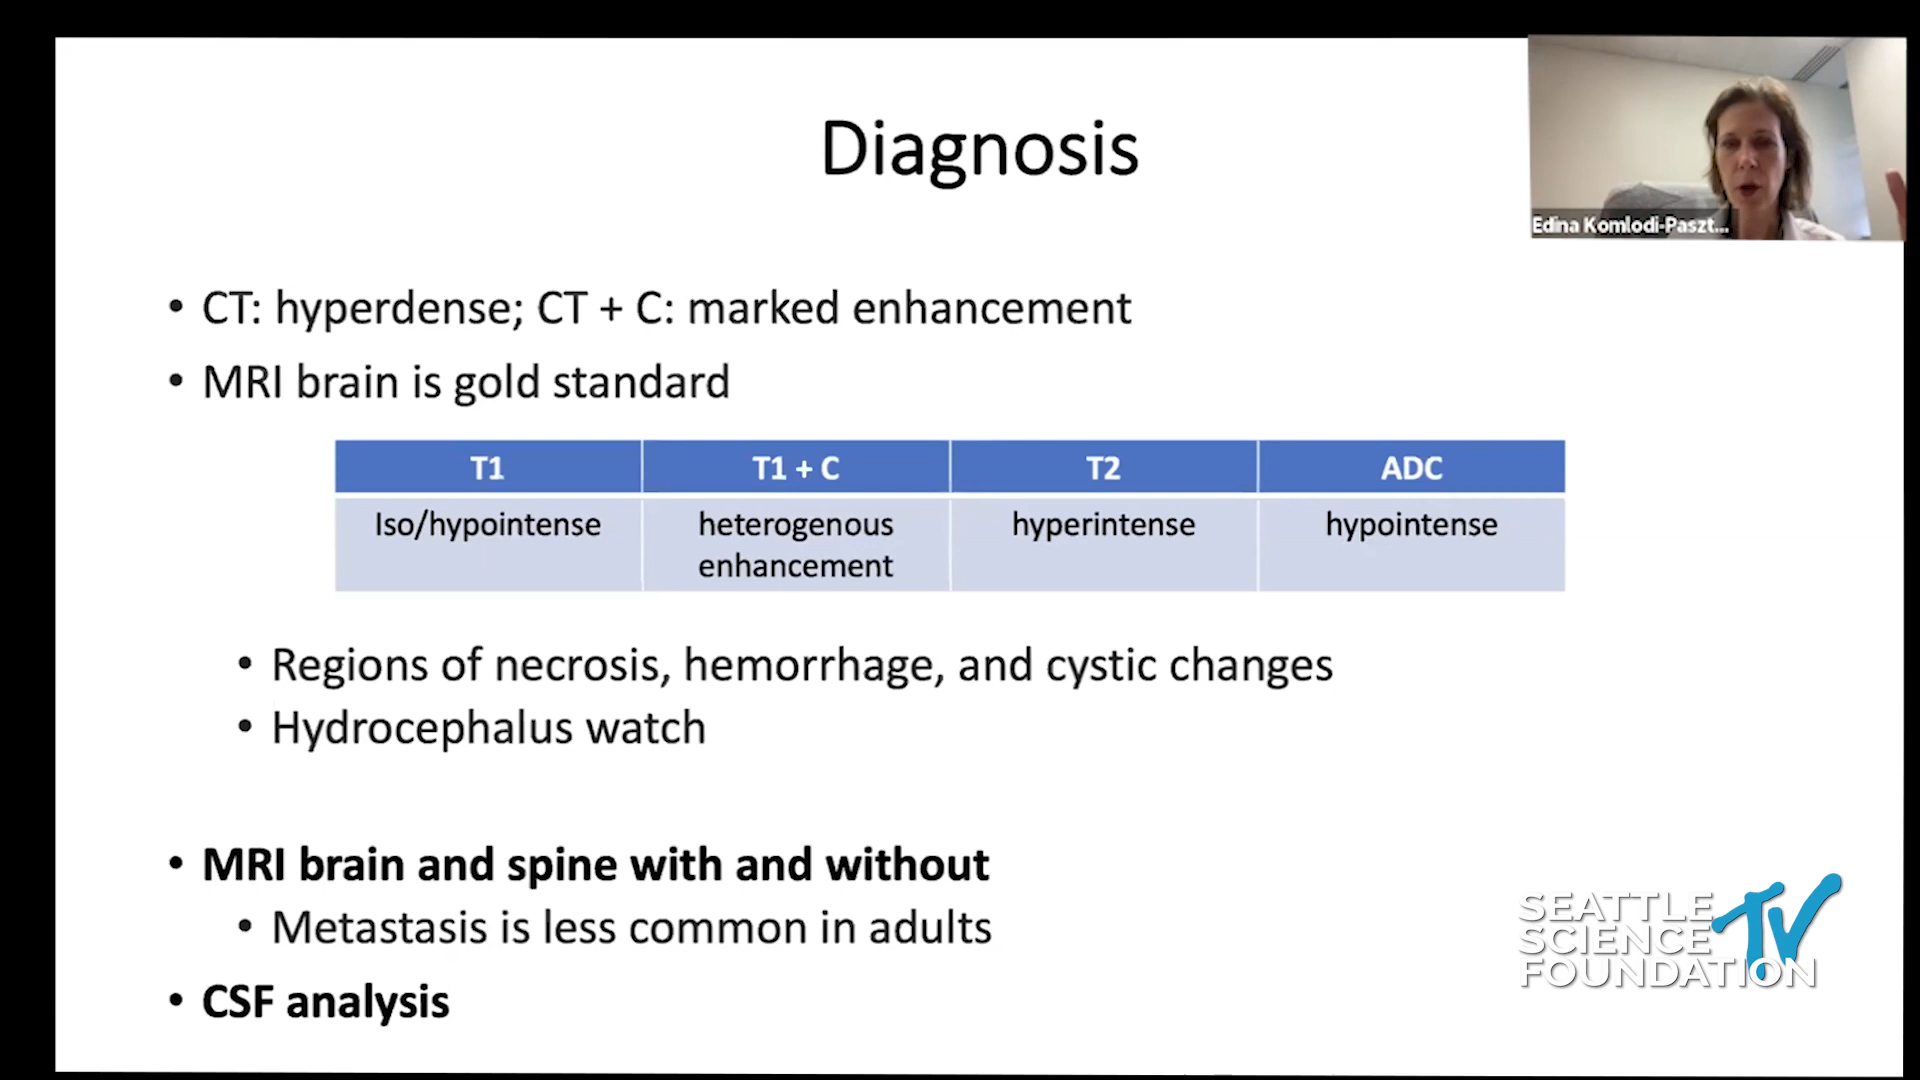 Diagnosis
Edina Komlodi-Paszt...
• CT: hyperdense; CT + C: marked enhancement
• MRI brain is gold standard
T1 T1 + C T2 ADC
Iso/hypointense heterogenous hyperintense hypointense
enhancement
• Regions of necrosis, hemorrhage, and cystic changes
• Hydrocephalus watch
• MRI brain and spine with and without
• Metastasis is less common in adults
• CSF analysis
SEATTLE
SCIENCE TV
FOUNDATION